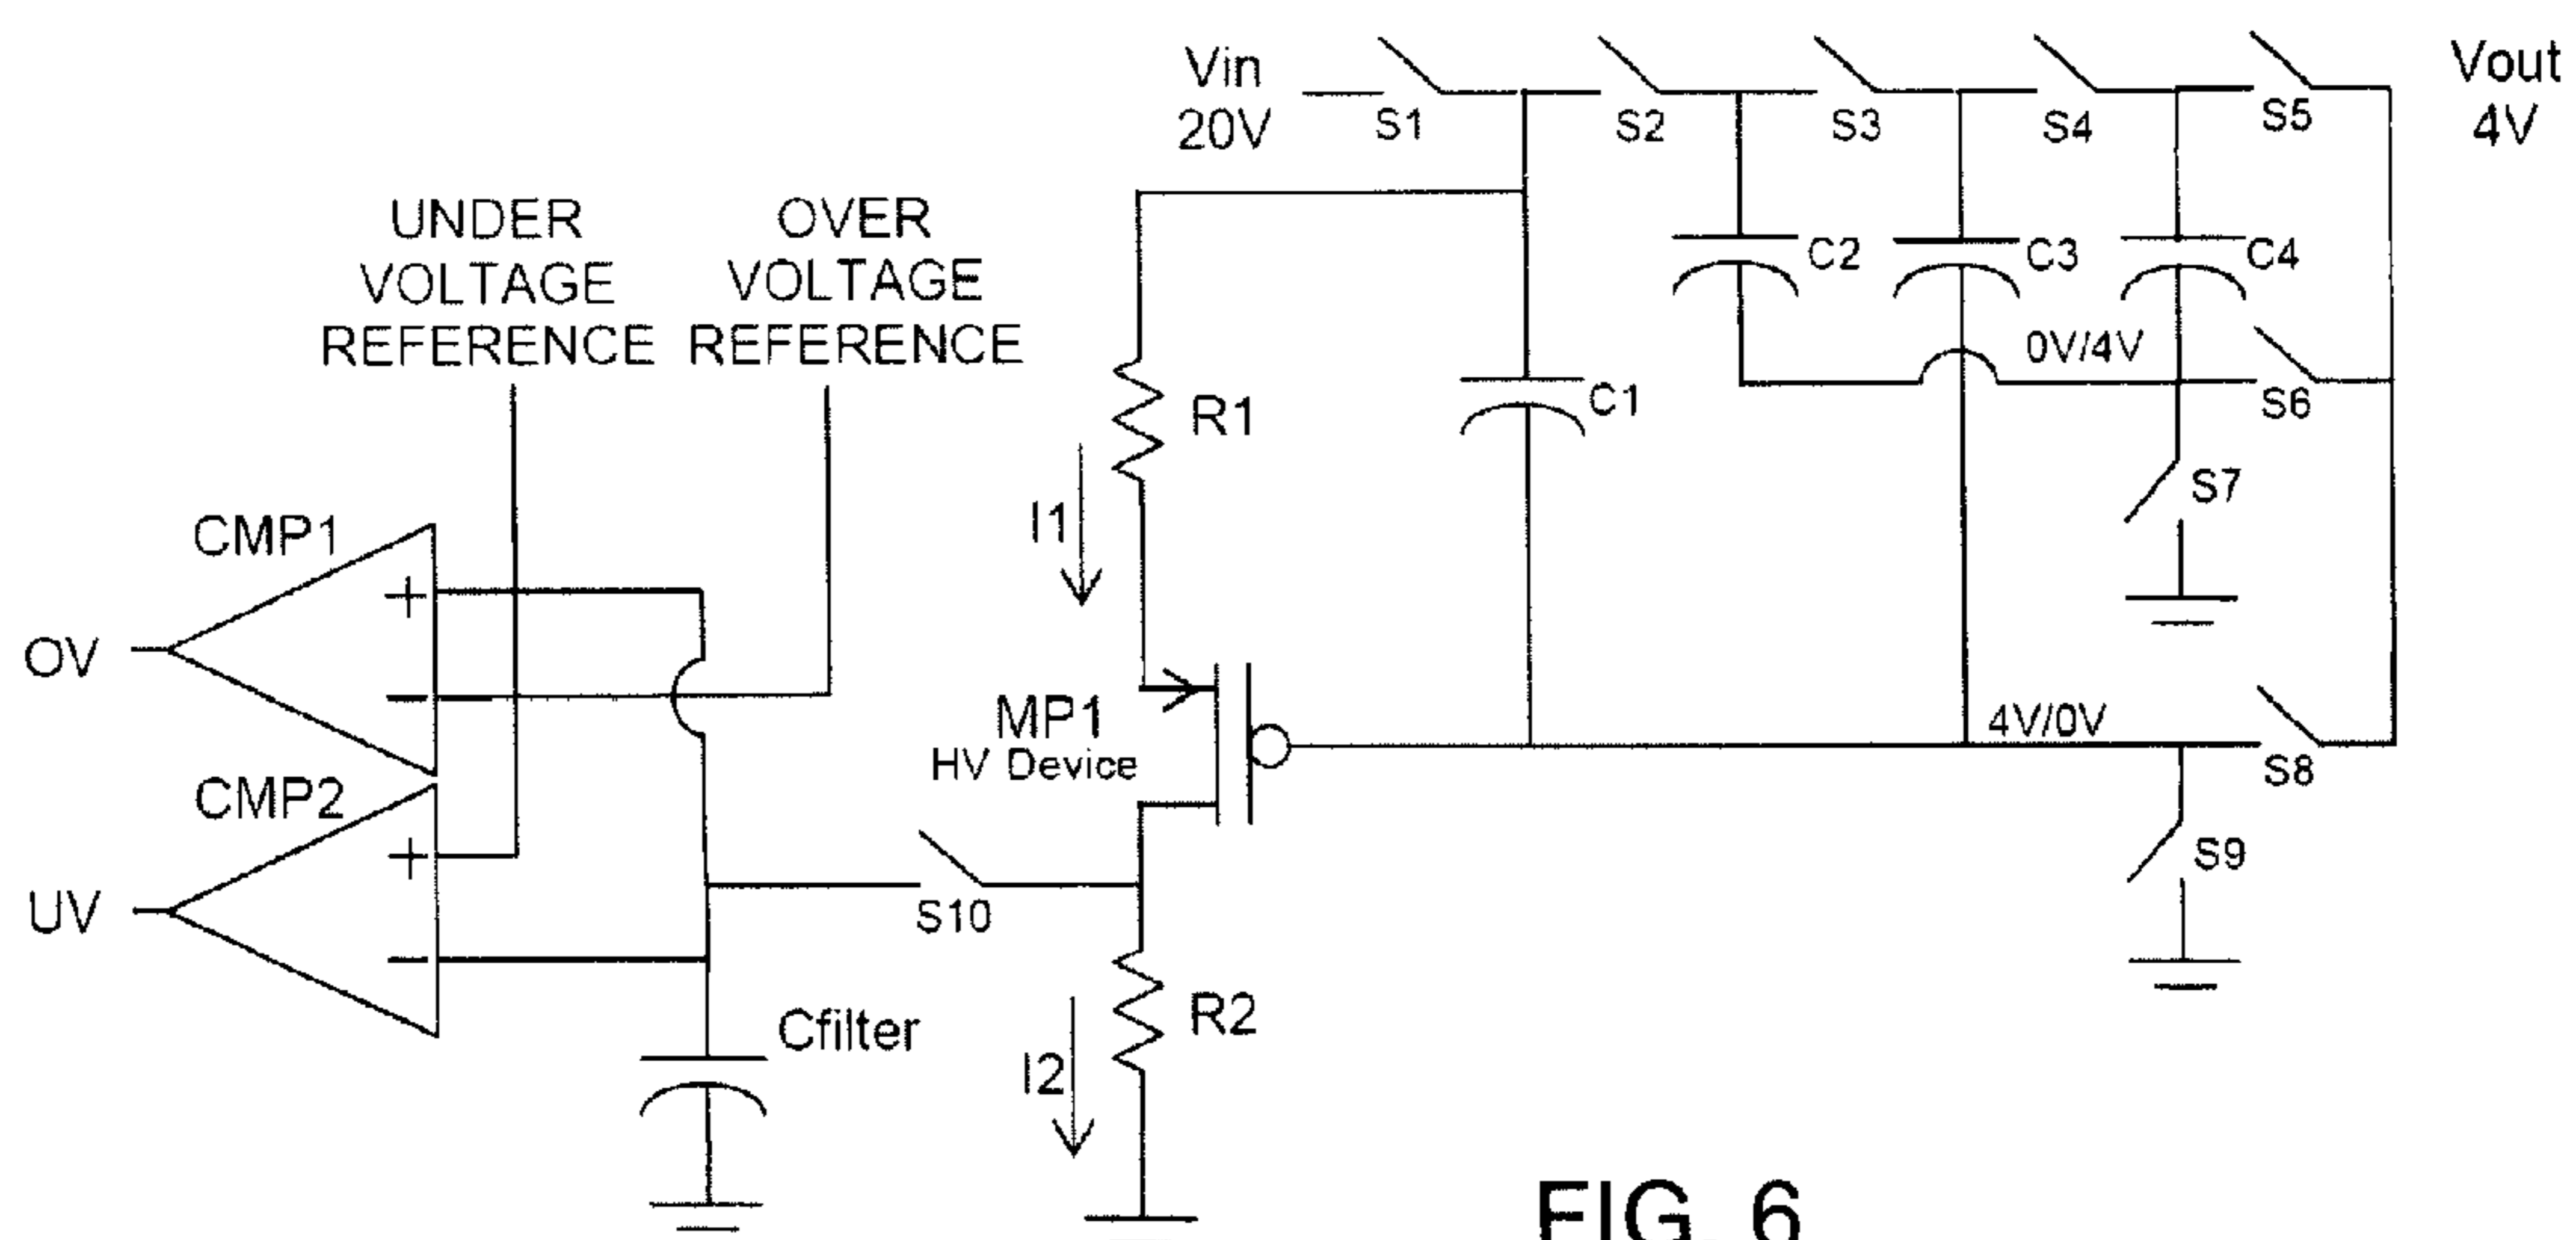 Vin
20V
S1
S2
S3
S4
S5
Vout
4V
UNDER
VOLTAGE
REFERENCE
OVER
VOLTAGE
REFERENCE
C2
C3
C4
0V/4V
S6
R1
C1
I1
S7
CMP1
+
−
OV
MP1
HV Device
4V/0V
S8
CMP2
+
−
UV
S10
S9
Cfilter
R2
I2
FIG. 6